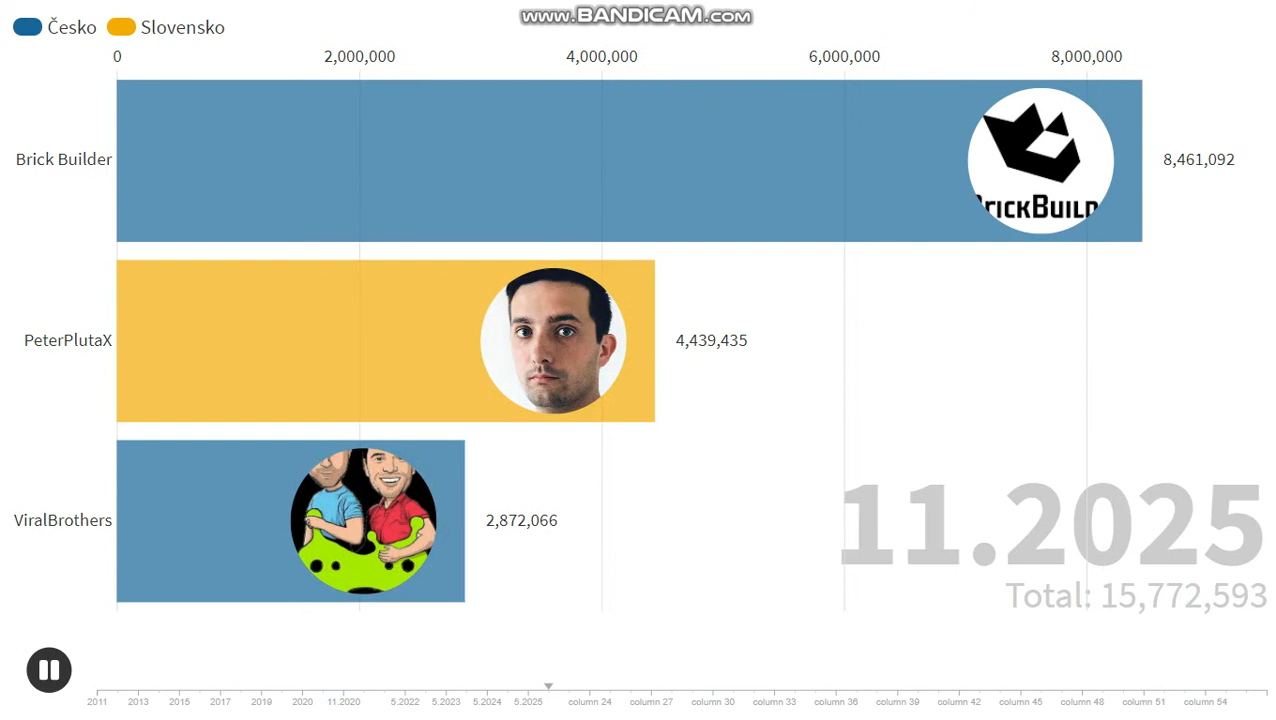 www.BANDICAM.com
Česko Slovensko
0 2,000,000 4,000,000 6,000,000 8,000,000
Brick Builder 8,461,092
BRICKBUILD
PeterPlutaX 4,439,435
ViralBrothers 2,872,066
11.2025
Total: 15,772,593
2011 2013 2015 2017 2019 2020 11.2020 5.2022 5.2023 5.2024 5.2025 column 24 column 27 column 30 column 33 column 36 column 39 column 42 column 45 column 48 column 51 column 54